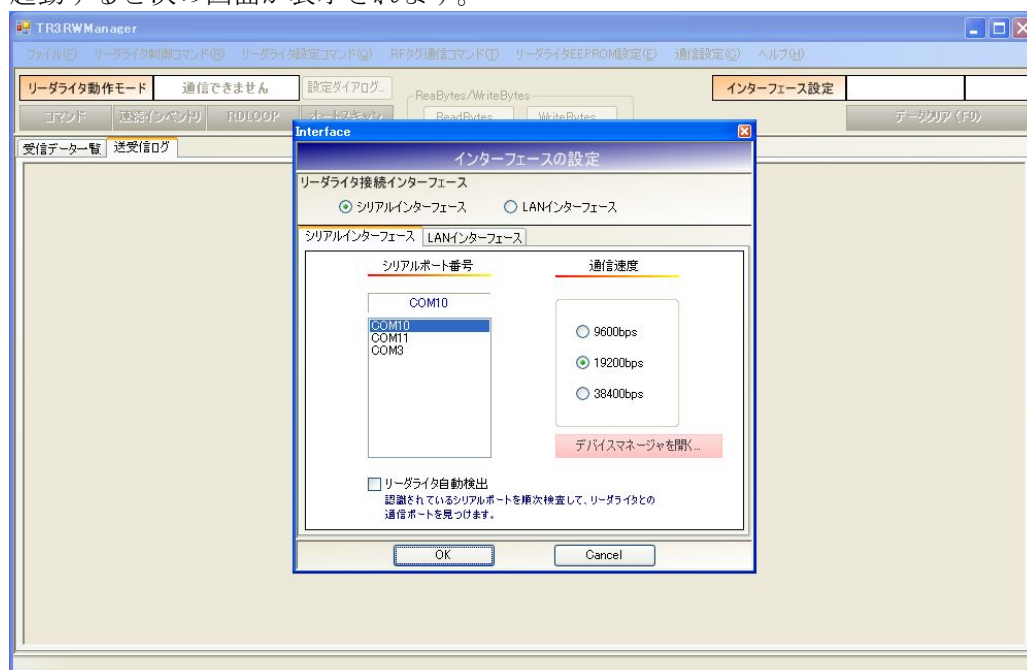 起動すると次の画面が表示されます。
TR3RWManager
ファイル(F) リーダライタ制御コマンド(R) リーダライタ設定コマンド(Q) RFタグ通信コマンド(T) リーダライタEEPROM設定(E) 通信設定(C) ヘルプ(H)
リーダライタ動作モード 通信できません 設定ダイアログ... インターフェース設定
ReaBytes/WriteBytes
コマンド 連続インベントリ RDLOOP オートスキャン ReadBytes WriteBytes データクリア (F9)
受信データ一覧 送受信ログ
Interface
インターフェースの設定
リーダライタ接続インターフェース
シリアルインターフェース LANインターフェース
シリアルインターフェース LANインターフェース
シリアルポート番号 通信速度
COM10
COM10
COM11
COM3
9600bps
19200bps
38400bps
デバイスマネージャを開く...
リーダライタ自動検出
認識されているシリアルポートを順次検査して、リーダライタとの
通信ポートを見つけます。
OK Cancel